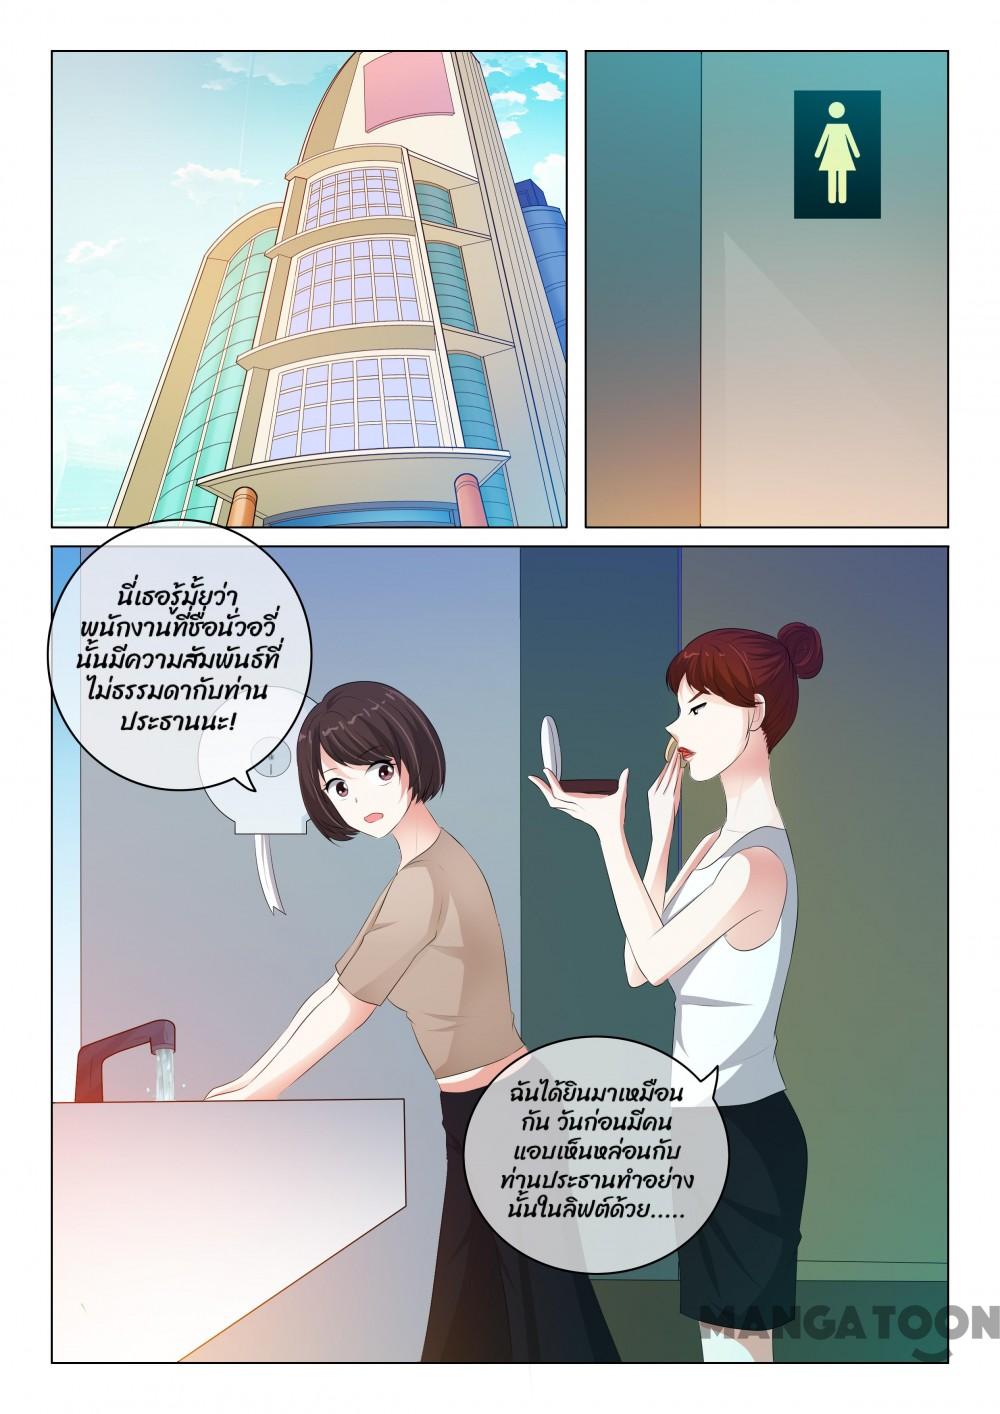 นี่เธอรู้มั้ยว่า
พนักงานที่ชื่อนั่วอวี่
นั้นมีความสัมพันธ์ที่
ไม่ธรรมดากับท่าน
ประธานนะ!
ฉันได้ยินมาเหมือน
กัน วันก่อนมีคน
แอบเห็นหล่อนกับ
ท่านประธานทำอย่าง
นั้นในลิฟต์ด้วย.....
MANGATOON